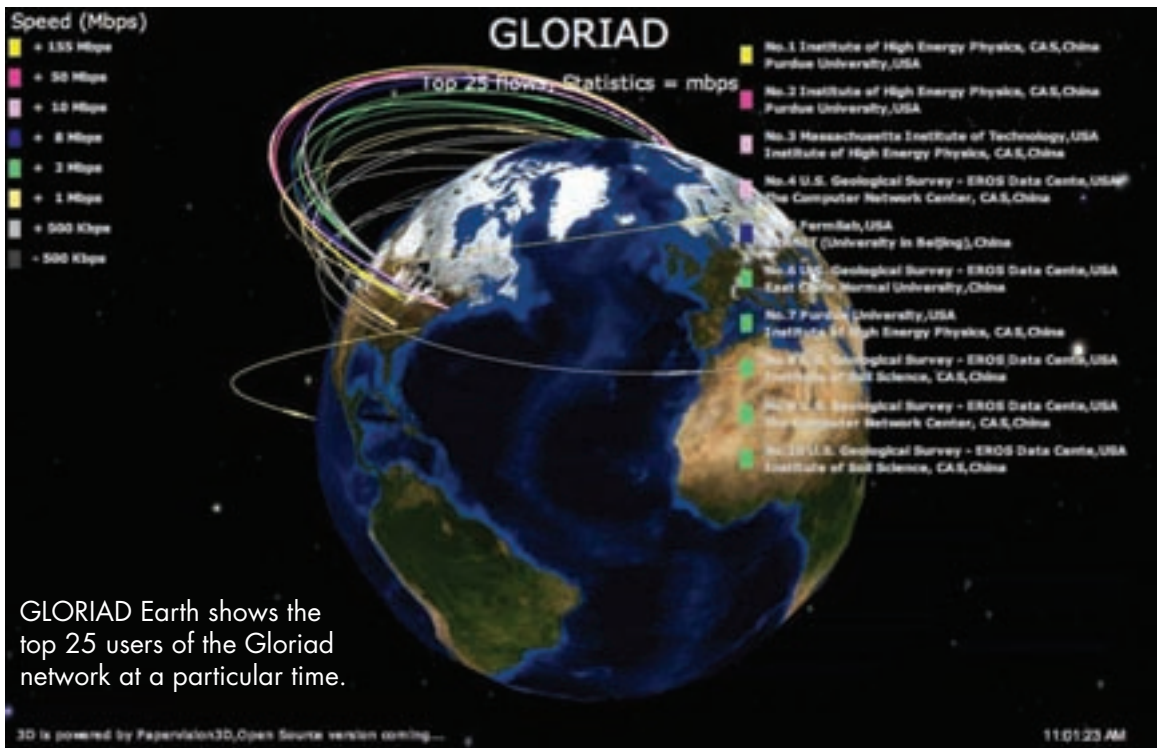 Speed (Mbps)
+ 155 Mbps
+ 50 Mbps
+ 10 Mbps
+ 8 Mbps
+ 1 Mbps
+ 500 Kbps
- 500 Kbps
GLORIAD
Top 25 flows, Statistics = mbps
No.1 Institute of High Energy Physics, CAS,China
Purdue University,USA
No.2 Institute of High Energy Physics, CAS,China
Purdue University,USA
No.3 Massachusetts Institute of Technology,USA
Institute of High Energy Physics, CAS,China
No.4 U.S. Geological Survey - EROS Data Cente,USA
The Computer Network Center, CAS,China
Fermilab,USA
(University in Beijing),China
No.6 U.S. Geological Survey - EROS Data Cente,USA
East China Normal University,China
No.7 Purdue University,USA
Institute of High Energy Physics, CAS,China
U.S. Geological Survey - EROS Data Cente,USA
Institute of Soil Science, CAS,China
U.S. Geological Survey - EROS Data Cente,USA
The Computer Network Center, CAS,China
No.10 U.S. Geological Survey - EROS Data Cente,USA
Institute of Soil Science, CAS,China
GLORIAD Earth shows the
top 25 users of the Gloriad
network at a particular time.
3D is powered by Papervision3D,Open Source version coming...
11:01:23 AM